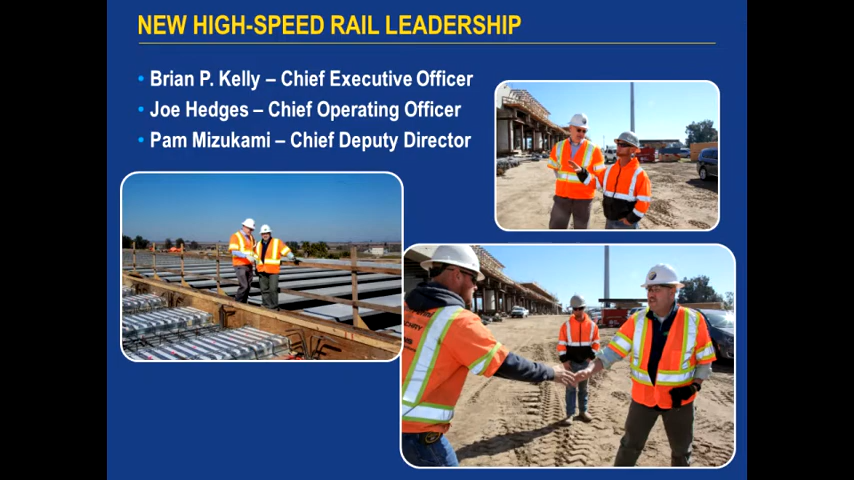 NEW HIGH-SPEED RAIL LEADERSHIP
• Brian P. Kelly – Chief Executive Officer
• Joe Hedges – Chief Operating Officer
• Pam Mizukami – Chief Deputy Director